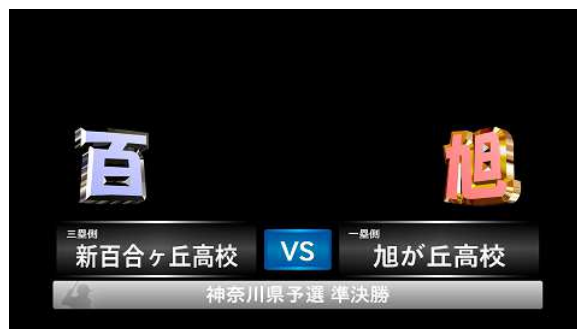 百
旭
三塁側
新百合ヶ丘高校
VS
一塁側
旭が丘高校
神奈川県予選 準決勝